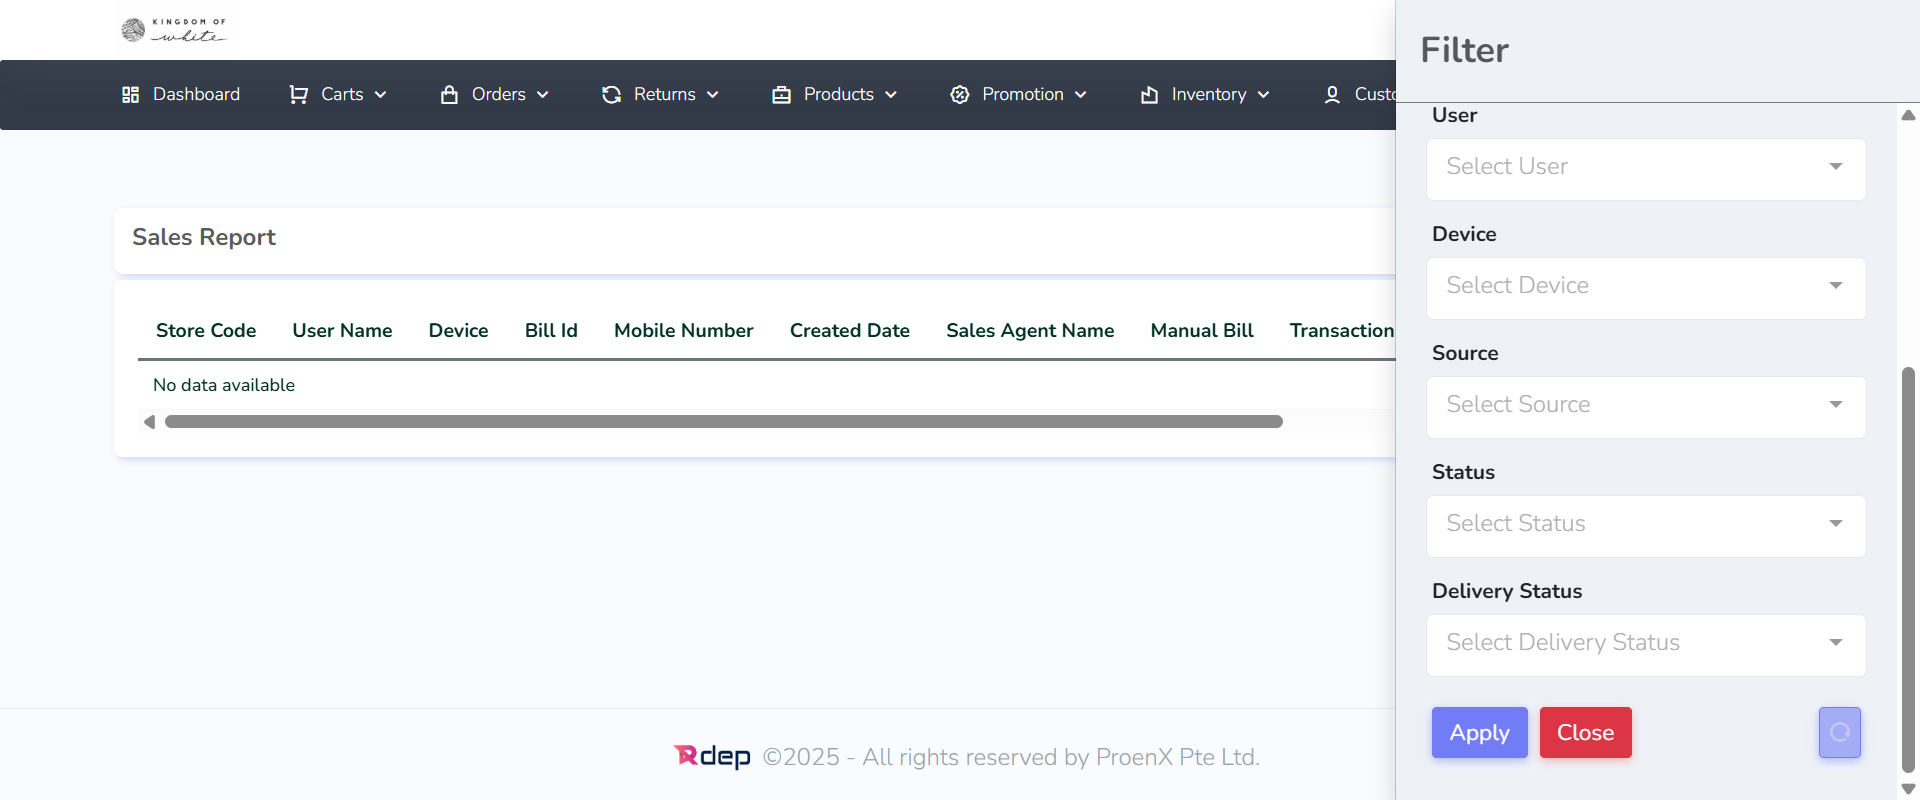 KINGDOM OF
white
Filter
Dashboard Carts Orders Returns Products Promotion Inventory Custo
User
Select User
Sales Report
Device
Select Device
Store Code User Name Device Bill Id Mobile Number Created Date Sales Agent Name Manual Bill Transaction
Source
No data available
Select Source
Status
Select Status
Delivery Status
Select Delivery Status
Apply Close
Rdep ©2025 - All rights reserved by ProenX Pte Ltd.